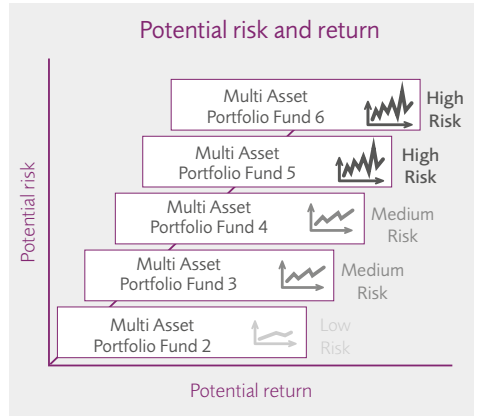 Potential risk and return
Potential risk
Multi Asset
Portfolio Fund 6
High
Risk
Multi Asset
Portfolio Fund 5
High
Risk
Multi Asset
Portfolio Fund 4
Medium
Risk
Multi Asset
Portfolio Fund 3
Medium
Risk
Multi Asset
Portfolio Fund 2
Low
Risk
Potential return